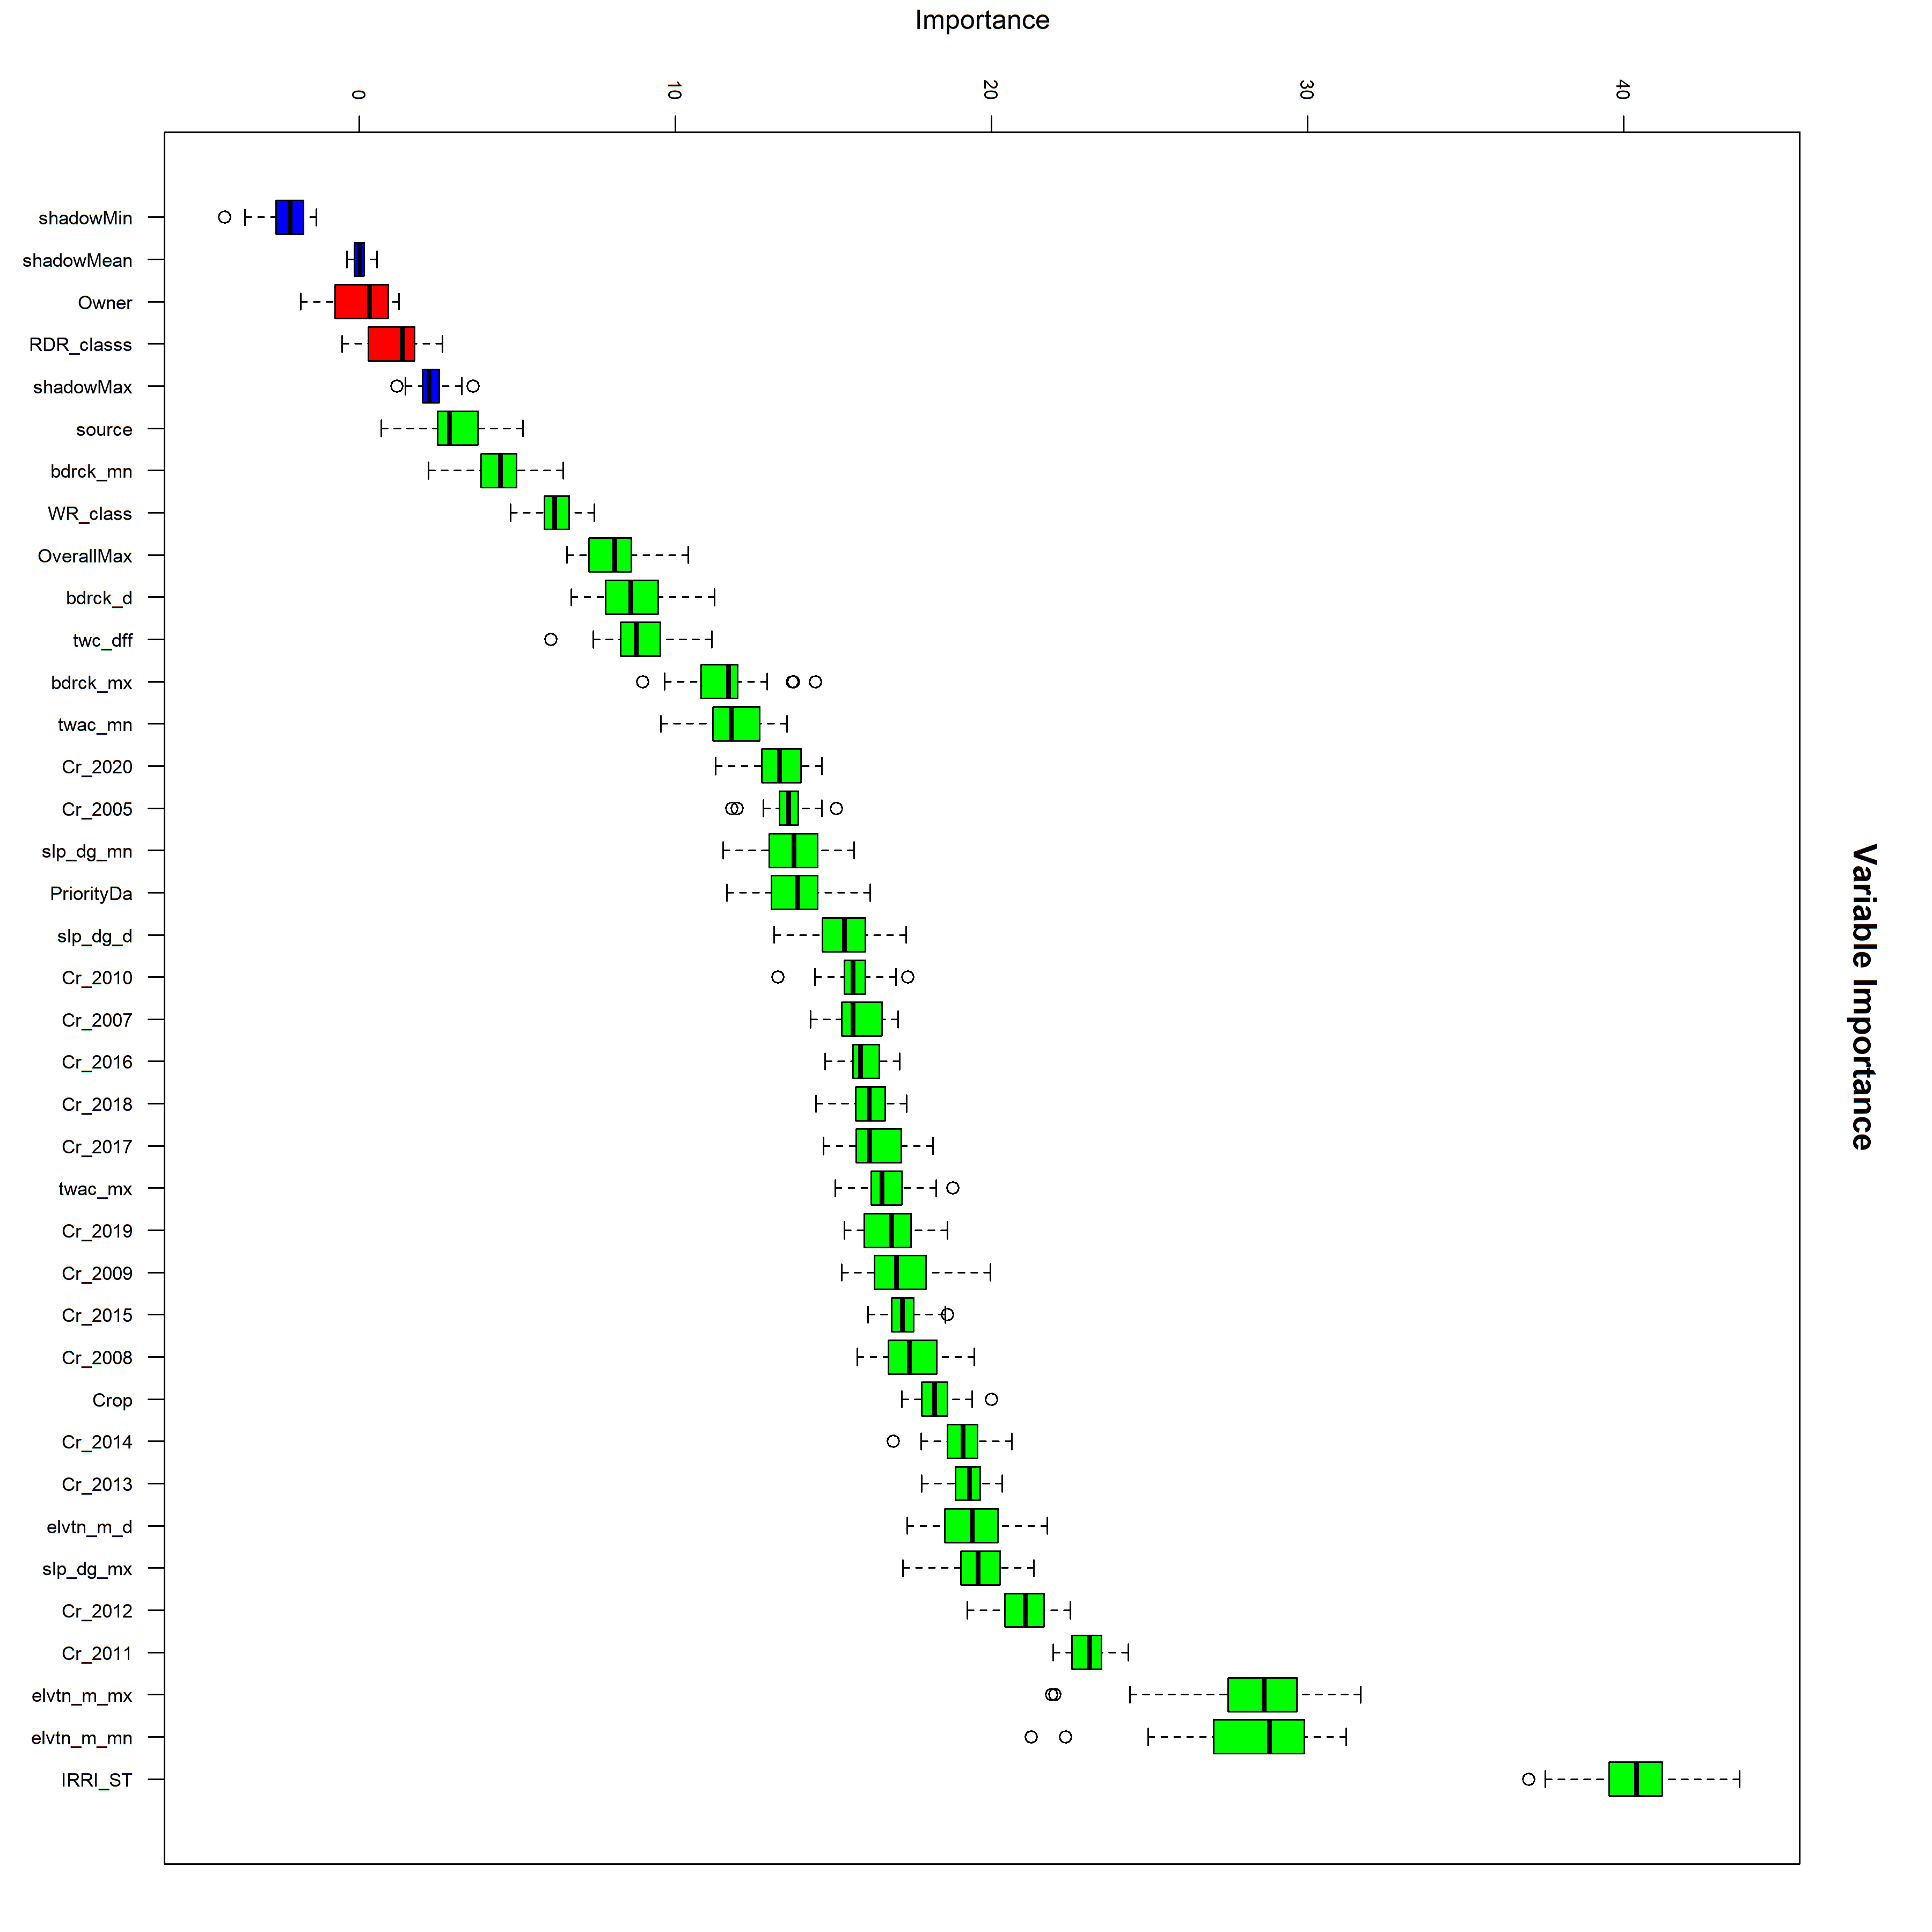 Importance
0 10 20 30 40
shadowMin
shadowMean
Owner
RDR_classs
shadowMax
source
bdrck_mn
WR_class
OverallMax
bdrck_d
twc_dff
bdrck_mx
twac_mn
Cr_2020
Cr_2005
slp_dg_mn
PriorityDa
slp_dg_d
Cr_2010
Cr_2007
Cr_2016
Cr_2018
Cr_2017
twac_mx
Cr_2019
Cr_2009
Cr_2015
Cr_2008
Crop
Cr_2014
Cr_2013
elvtn_m_d
slp_dg_mx
Cr_2012
Cr_2011
elvtn_m_mx
elvtn_m_mn
IRRI_ST
Variable Importance